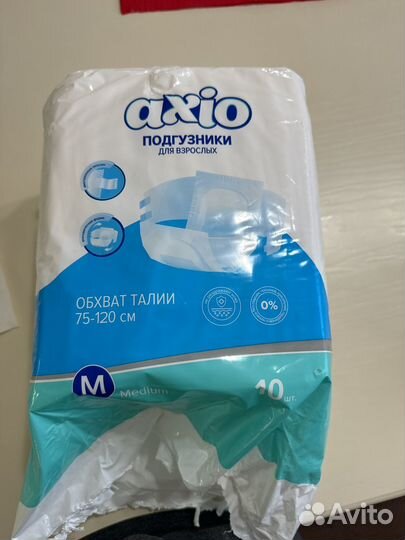 axio
ПОДГУЗНИКИ
ДЛЯ ВЗРОСЛЫХ
ОБХВАТ ТАЛИИ
75-120 СМ
0%
M
Medium
10 шт.
Avito